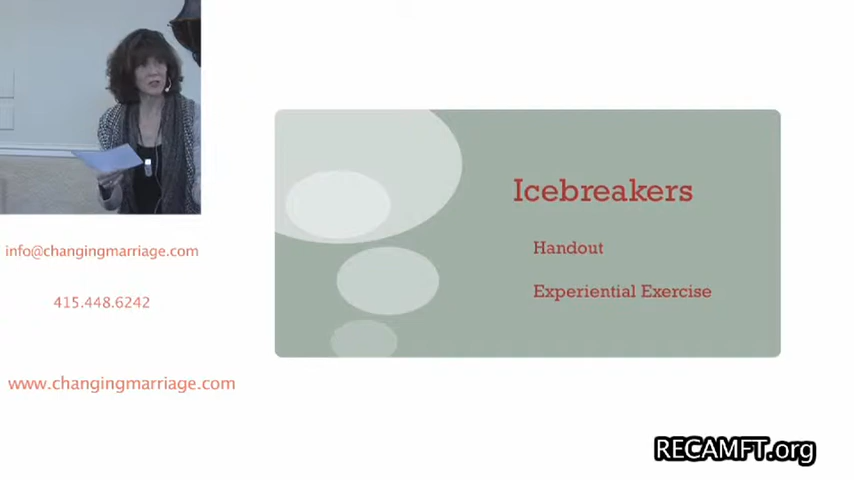 Icebreakers
Handout
Experiential Exercise
info@changingmarriage.com
415.448.6242
www.changingmarriage.com
RECAMFT.org